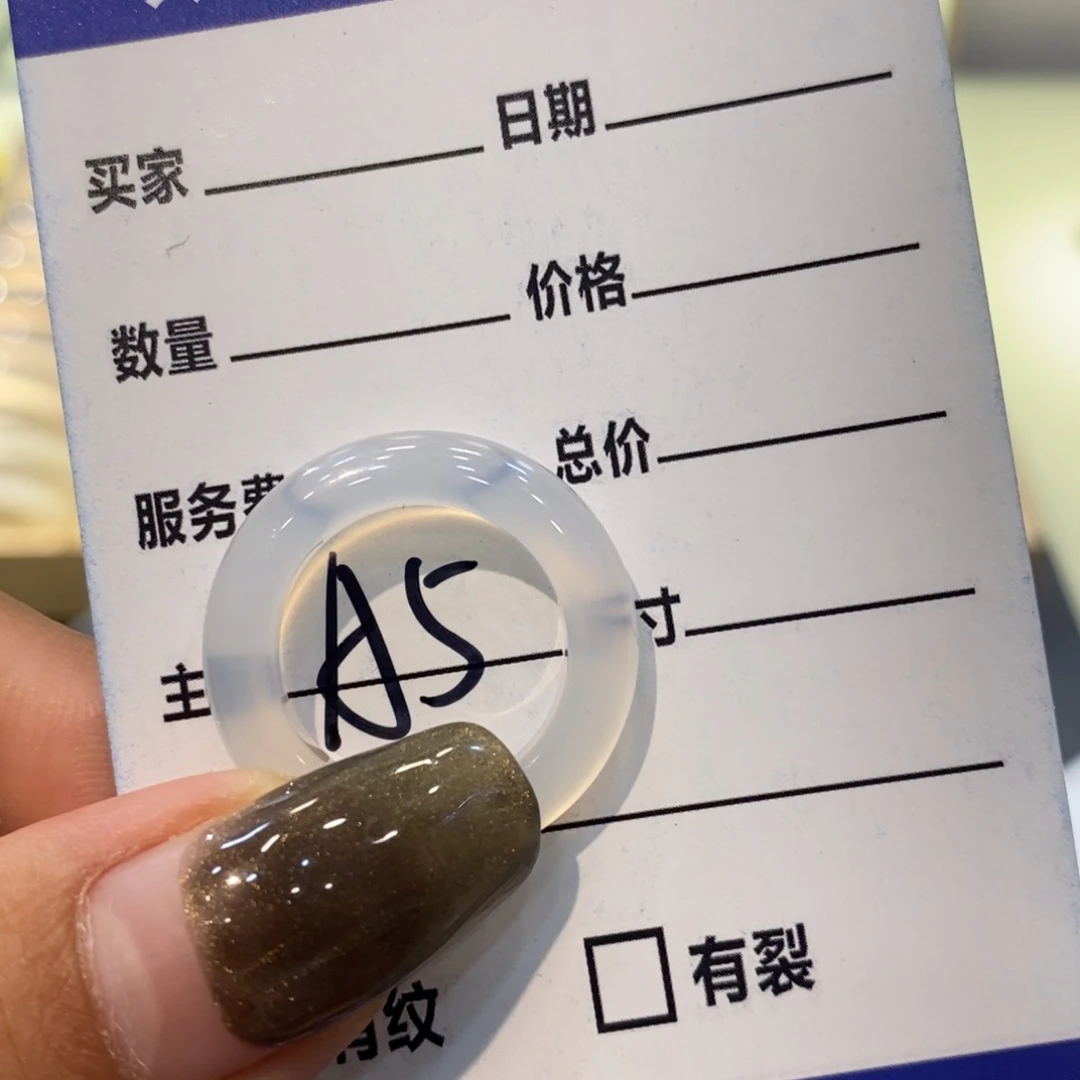 买家 日期
数量 价格
服务费 总价
A5
主 寸
有纹 有裂